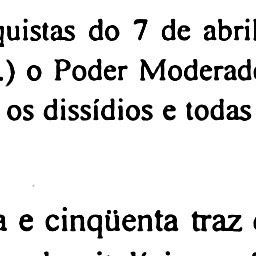 quistas do 7 de abril
.) o Poder Moderado
os dissídios e todas
a e cinqüenta traz